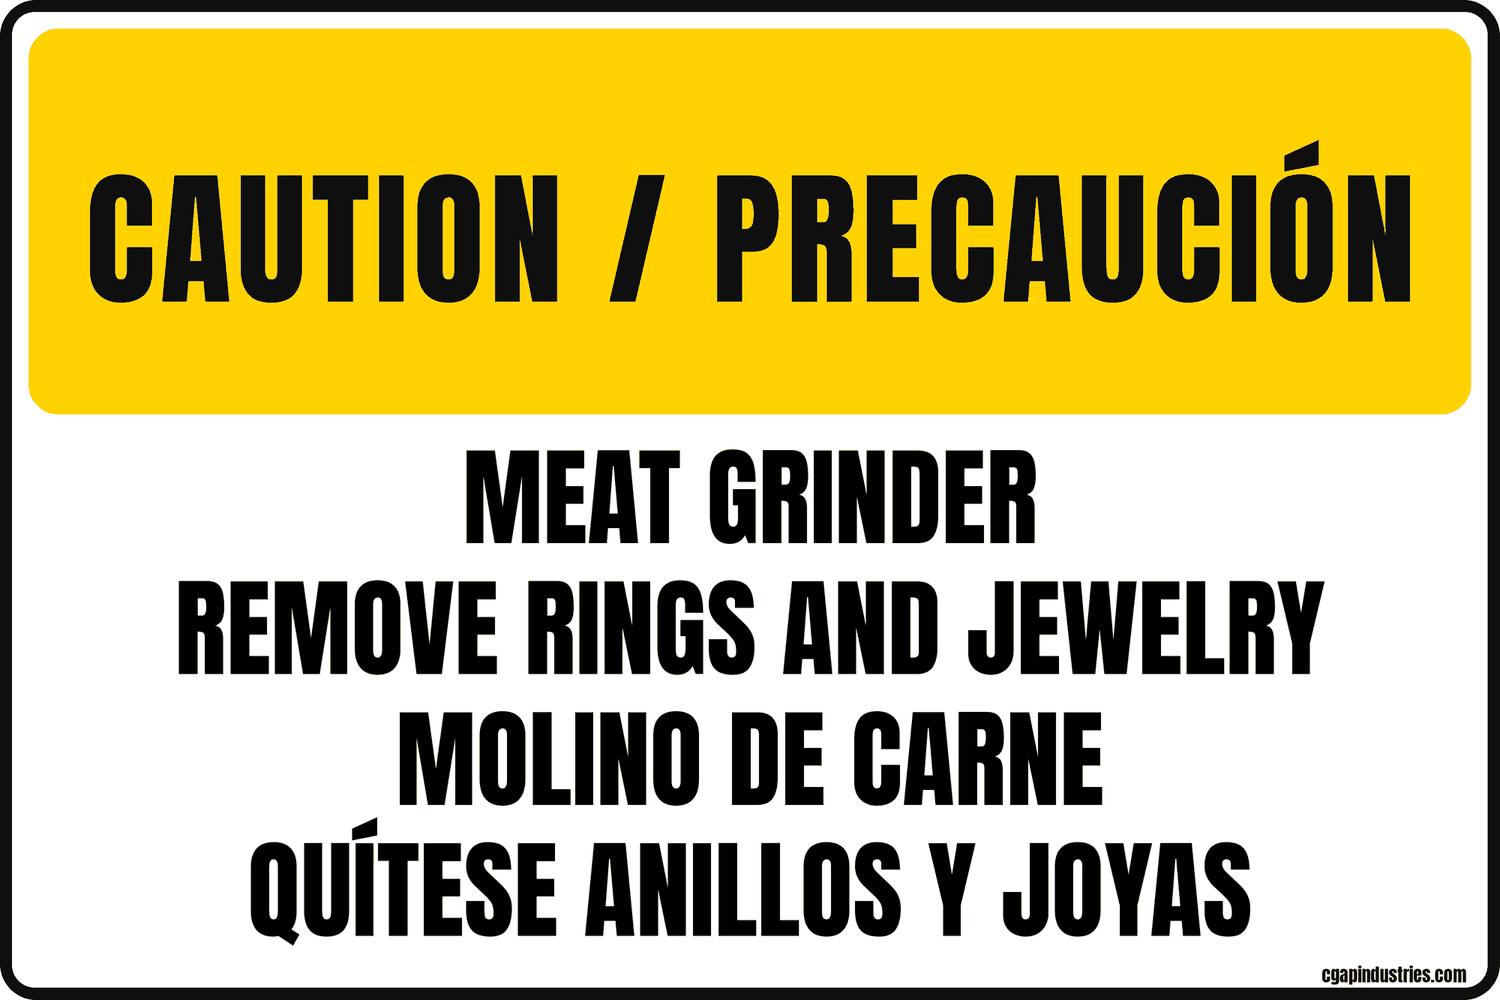 CAUTION / PRECAUCIÓN
MEAT GRINDER
REMOVE RINGS AND JEWELRY
MOLINO DE CARNE
QUÍTESE ANILLOS Y JOYAS
cgapindustries.com